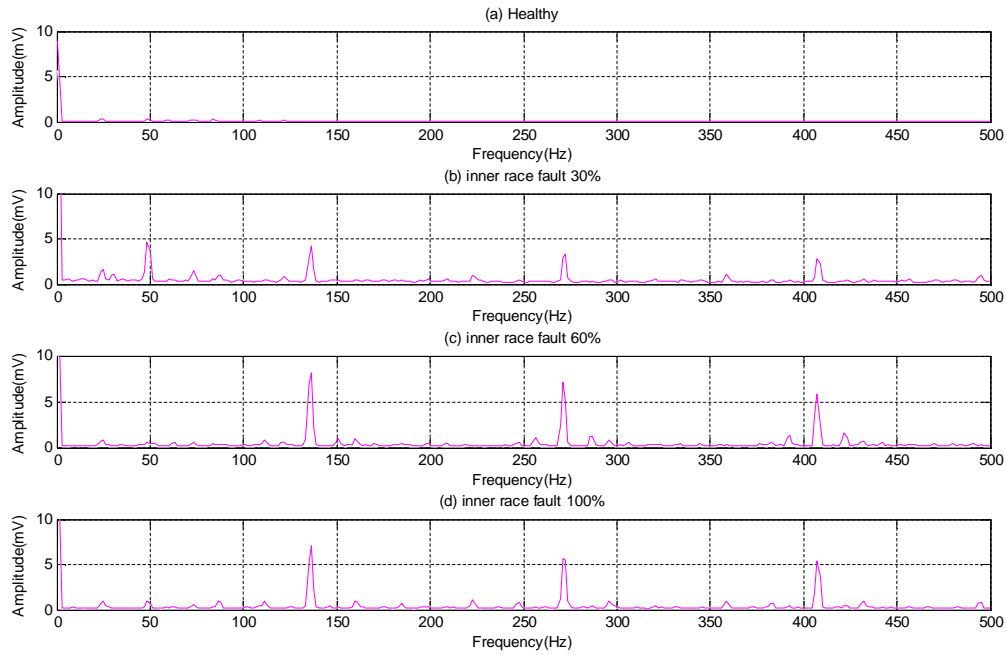 (a) Healthy
10
5
0
Amplitude(mV)
0 50 100 150 200 250 300 350 400 450 500
Frequency(Hz)
(b) inner race fault 30%
10
5
0
Amplitude(mV)
0 50 100 150 200 250 300 350 400 450 500
Frequency(Hz)
(c) inner race fault 60%
10
5
0
Amplitude(mV)
0 50 100 150 200 250 300 350 400 450 500
Frequency(Hz)
(d) inner race fault 100%
10
5
0
Amplitude(mV)
0 50 100 150 200 250 300 350 400 450 500
Frequency(Hz)